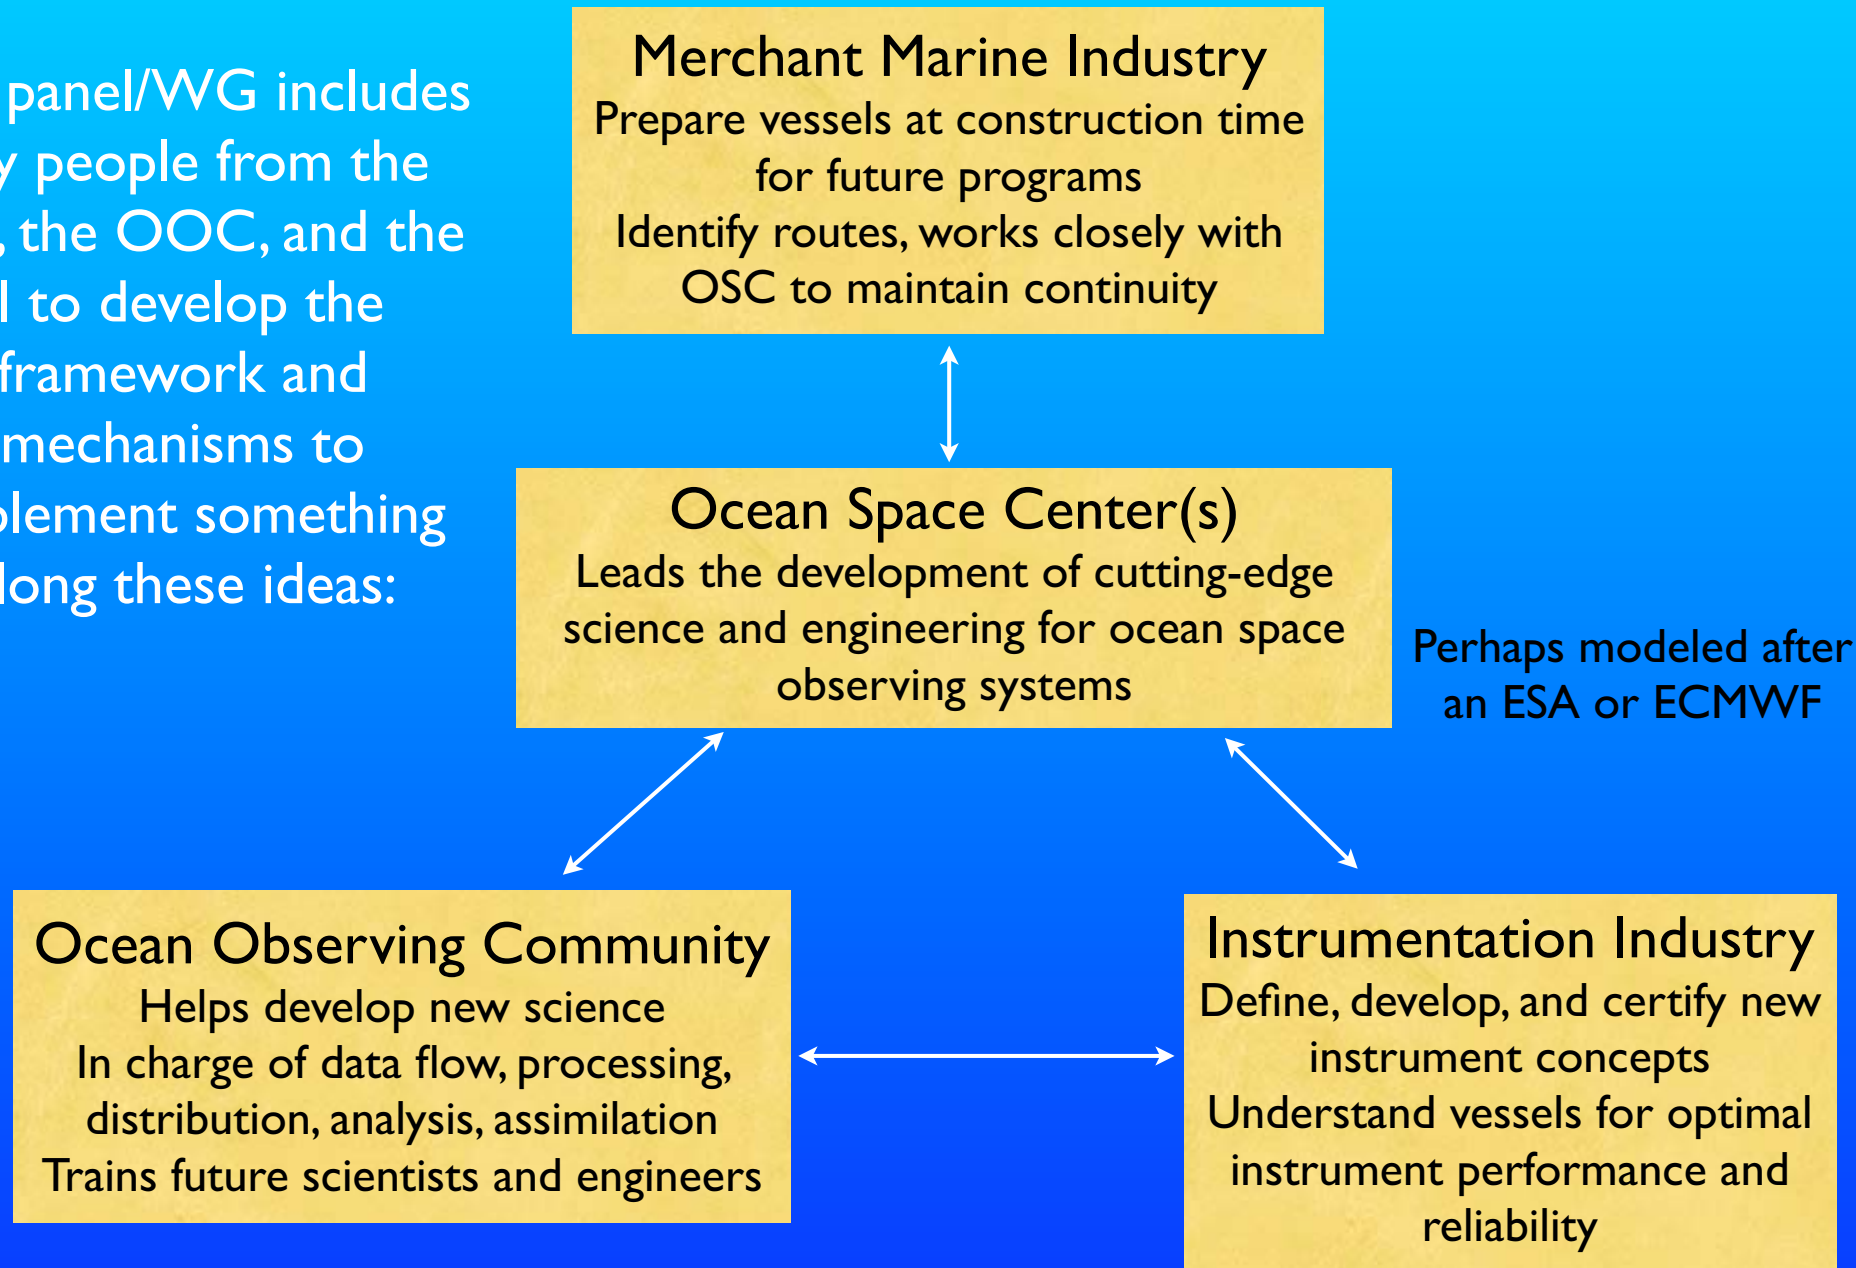 panel/WG includes
people from the
the OOC, and the
to develop the
framework and
mechanisms to
something
these ideas:
Merchant Marine Industry
Prepare vessels at construction time
for future programs
Identify routes, works closely with
OSC to maintain continuity
Ocean Space Center(s)
Leads the development of cutting-edge
science and engineering for ocean space
observing systems
Perhaps modeled after
an ESA or ECMWF
Ocean Observing Community
Helps develop new science
In charge of data flow, processing,
distribution, analysis, assimilation
Trains future scientists and engineers
Instrumentation Industry
Define, develop, and certify new
instrument concepts
Understand vessels for optimal
instrument performance and
reliability